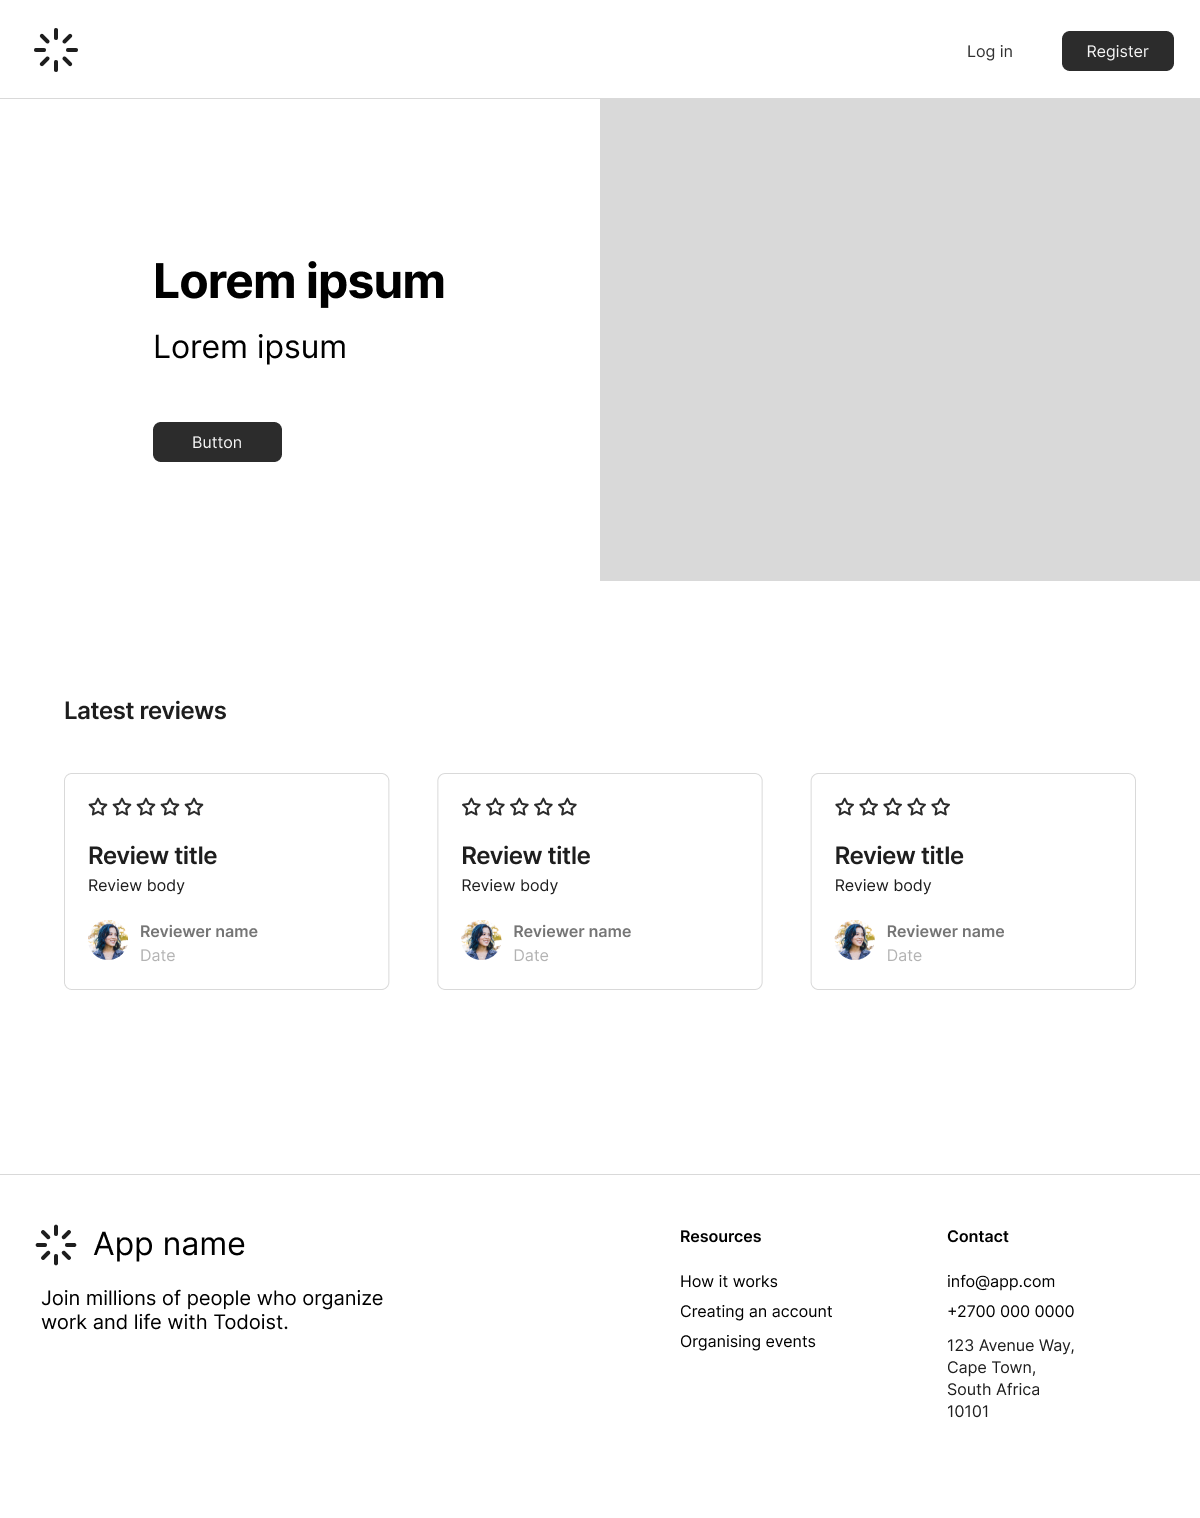 Log in
Register
Lorem ipsum
Lorem ipsum
Button
Latest reviews
Review title
Review body
Reviewer name
Date
Review title
Review body
Reviewer name
Date
Review title
Review body
Reviewer name
Date
App name
Join millions of people who organize
work and life with Todoist.
Resources
How it works
Creating an account
Organising events
Contact
info@app.com
+2700 000 0000
123 Avenue Way,
Cape Town,
South Africa
10101